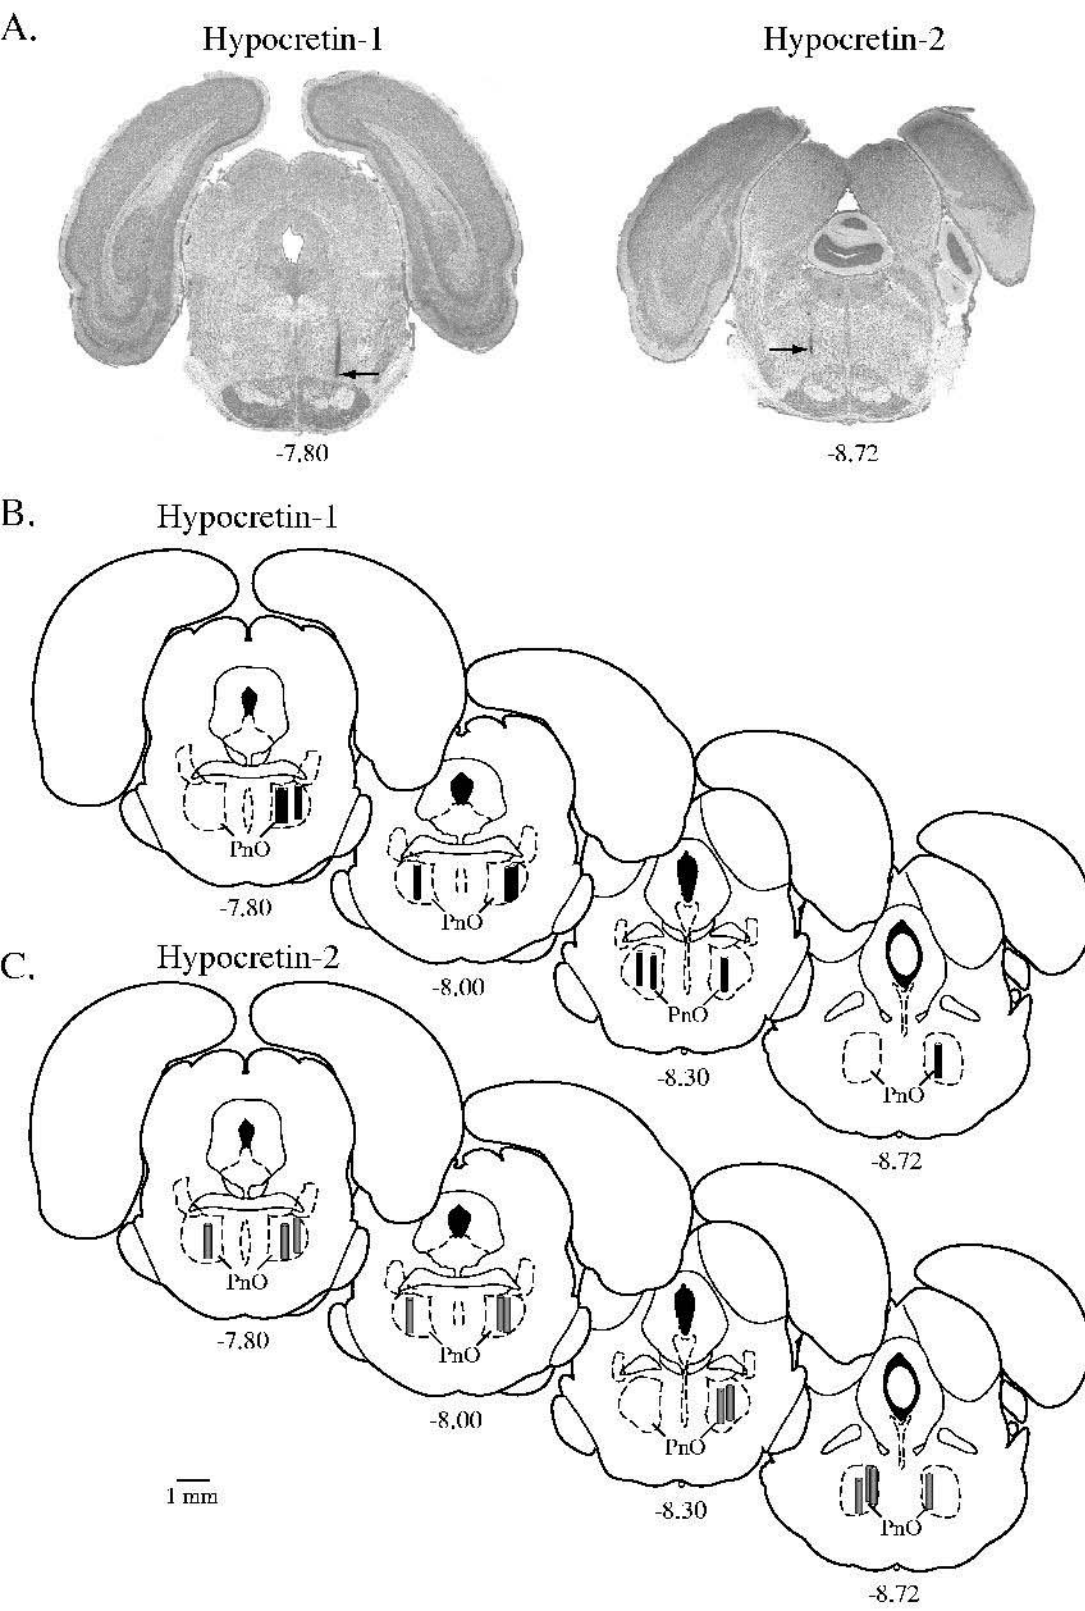 A.
Hypocretin-1
Hypocretin-2
-7.80
-8.72
B.
Hypocretin-1
PnO
-7.80
PnO
-8.00
PnO
-8.30
PnO
-8.72
C.
Hypocretin-2
PnO
-7.80
PnO
-8.00
PnO
-8.30
PnO
-8.72
1 mm